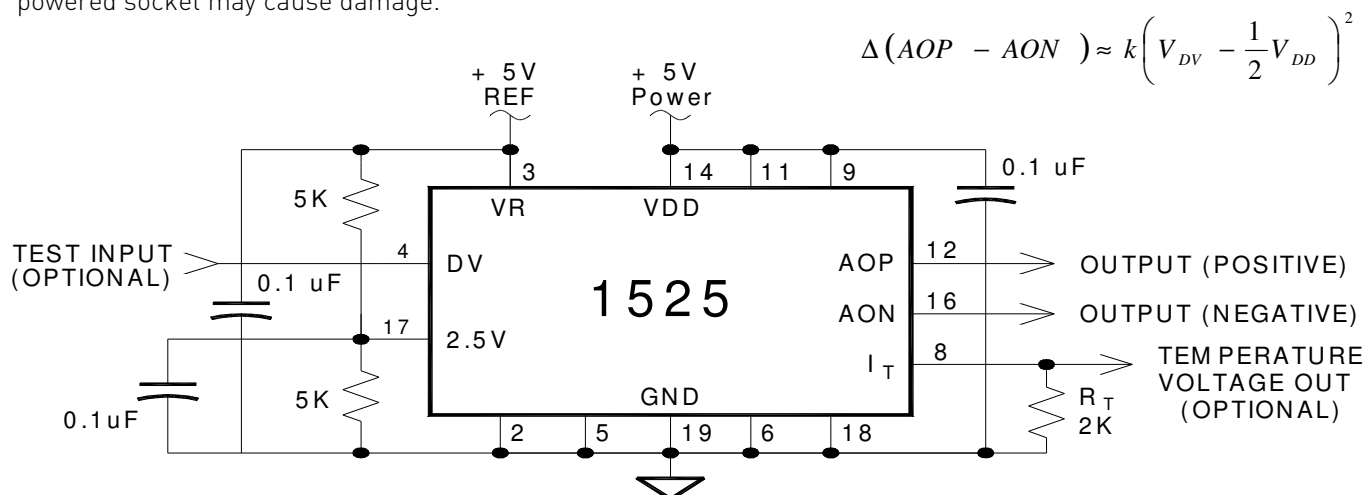 powered socket may cause damage.
Δ(AOP - AON ) ≈ k(V_DV - 1/2 V_DD)^2
+ 5V
REF
+ 5V
Power
3
14
11
9
0.1 uF
5K
VR
VDD
TEST INPUT
(OPTIONAL)
4
DV
AOP
12
OUTPUT (POSITIVE)
0.1 uF
1525
AON
16
OUTPUT (NEGATIVE)
17
2.5V
I T
8
TEMPERATURE
VOLTAGE OUT
(OPTIONAL)
0.1uF
5K
GND
R T
2K
2
5
19
6
18